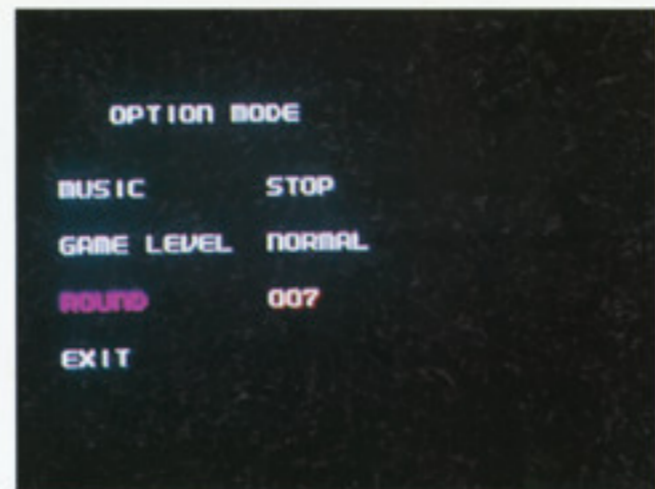 OPTION MODE
MUSIC STOP
GAME LEVEL NORMAL
ROUND 007
EXIT